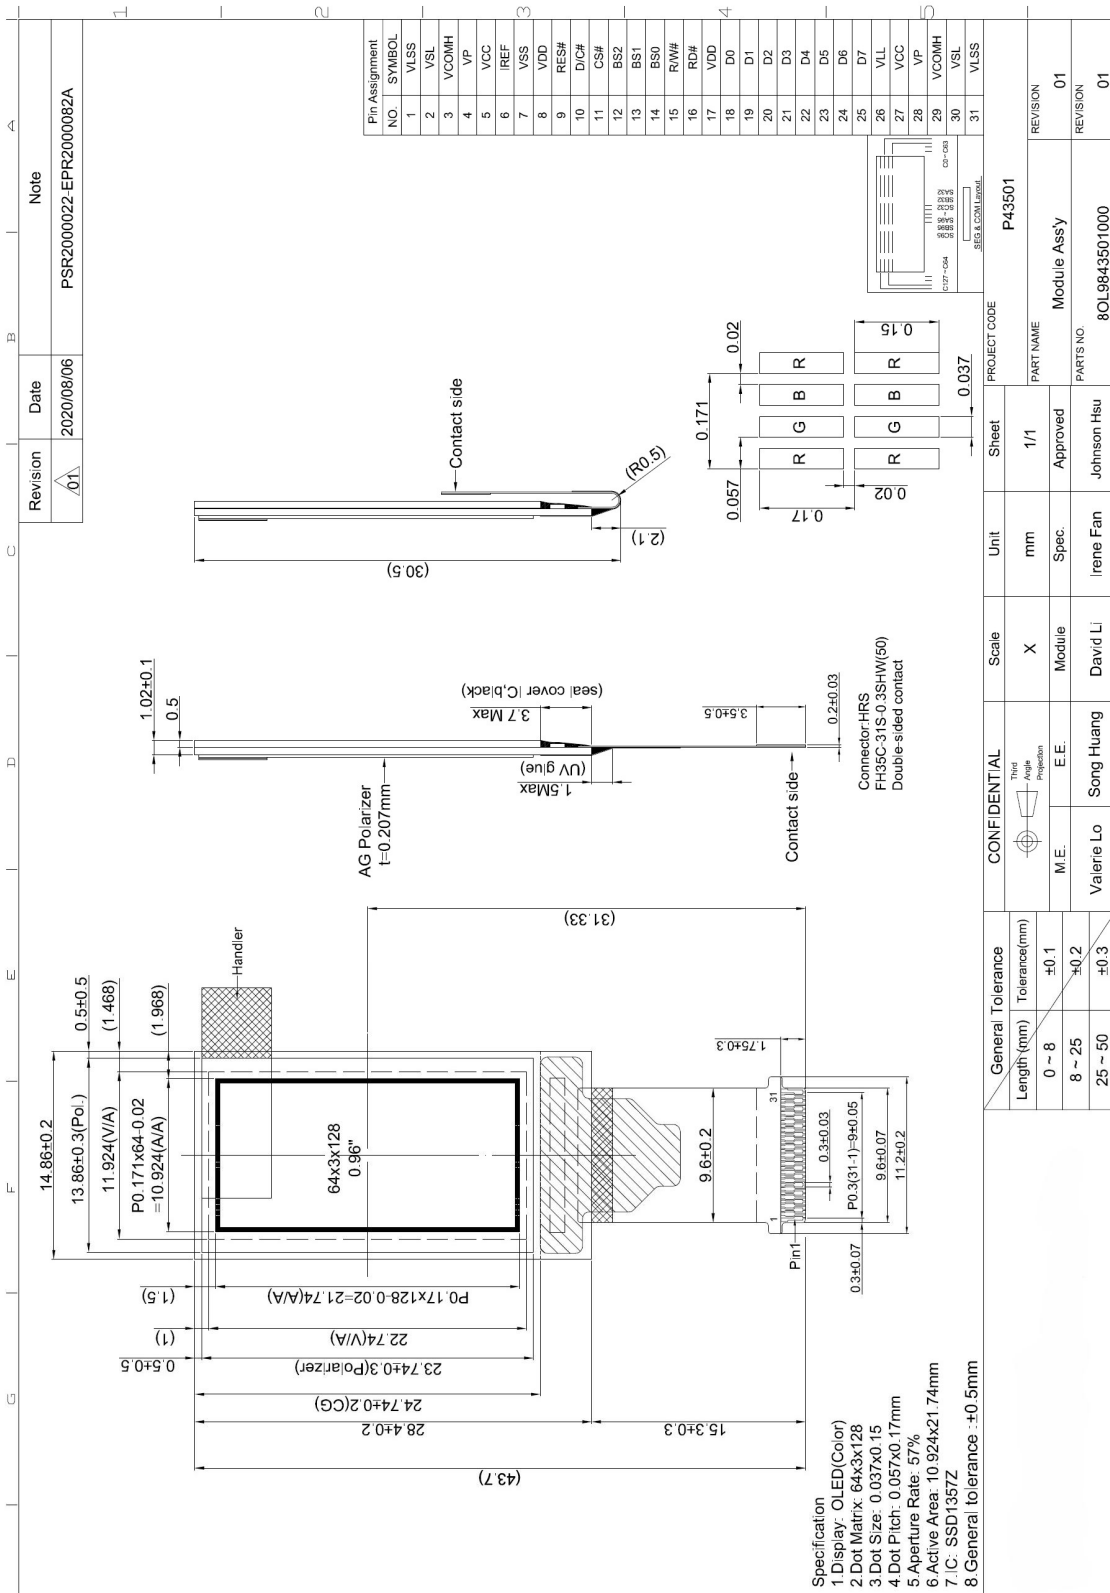 1
2
3
4
5
A
B
C
D
E
F
G
Revision Date Note
01 2020/08/06 PSR2000022-EPR2000082A
14.86±0.2
13.86±0.3(Pol.)
11.924(V/A)
P0.171x64-0.02
=10.924(A/A)
0.5±0.5
(1.468)
(1.968)
Handler
64x3x128
0.96"
(1.5)
(1)
0.5±0.5
P0.17x128-0.02=21.74(A/A)
22.74(V/A)
23.74±0.3(Polarizer)
24.74±0.2(CG)
28.4±0.2
15.3±0.3
(43.7)
(31.33)
9.6±0.2
1.75±0.3
1
31
Pin1
0.3±0.07
0.3±0.03
P0.3(31-1)=9±0.05
9.6±0.07
11.2±0.2
1.02±0.1
0.5
AG Polarizer
t=0.207mm
1.5Max
(UV glue)
3.7 Max
(seal cover IC,black)
3.5±0.5
0.2±0.03
Contact side
Connector:HRS
FH35C-31S-0.3SHW(50)
Double-sided contact
(30.5)
(2.1)
(R0.5)
Contact side
0.171
0.02
0.057
0.17
0.02
0.15
0.037
R G B R
R G B R
Pin Assignment
NO. SYMBOL
1 VLSS
2 VSL
3 VCOMH
4 VP
5 VCC
6 IREF
7 VSS
8 VDD
9 RES#
10 D/C#
11 CS#
12 BS2
13 BS1
14 BS0
15 R/W#
16 RD#
17 VDD
18 D0
19 D1
20 D2
21 D3
22 D4
23 D5
24 D6
25 D7
26 VLL
27 VCC
28 VP
29 VCOMH
30 VSL
31 VLSS
C127~C64
SC95
SB95
SA95
~
SC32
SB32
SA32
C0~C63
SEG & COM Layout
Specification
1.Display: OLED(Color)
2.Dot Matrix: 64x3x128
3.Dot Size: 0.037x0.15
4.Dot Pitch: 0.057x0.17mm
5.Aperture Rate: 57%
6.Active Area: 10.924x21.74mm
7.IC: SSD1357Z
8.General tolerance : ±0.5mm
General Tolerance
Length (mm) Tolerance(mm)
0 ~ 8 ±0.1
8 ~ 25 ±0.2
25 ~ 50 ±0.3
CONFIDENTIAL Scale Unit Sheet
Third
Angle
Projection
X mm 1/1
M.E. E.E. Module Spec. Approved
Valerie Lo Song Huang David Li Irene Fan Johnson Hsu
PROJECT CODE
P43501
PART NAME
Module Ass'y
REVISION
01
PARTS NO.
8OL9843501000
REVISION
01